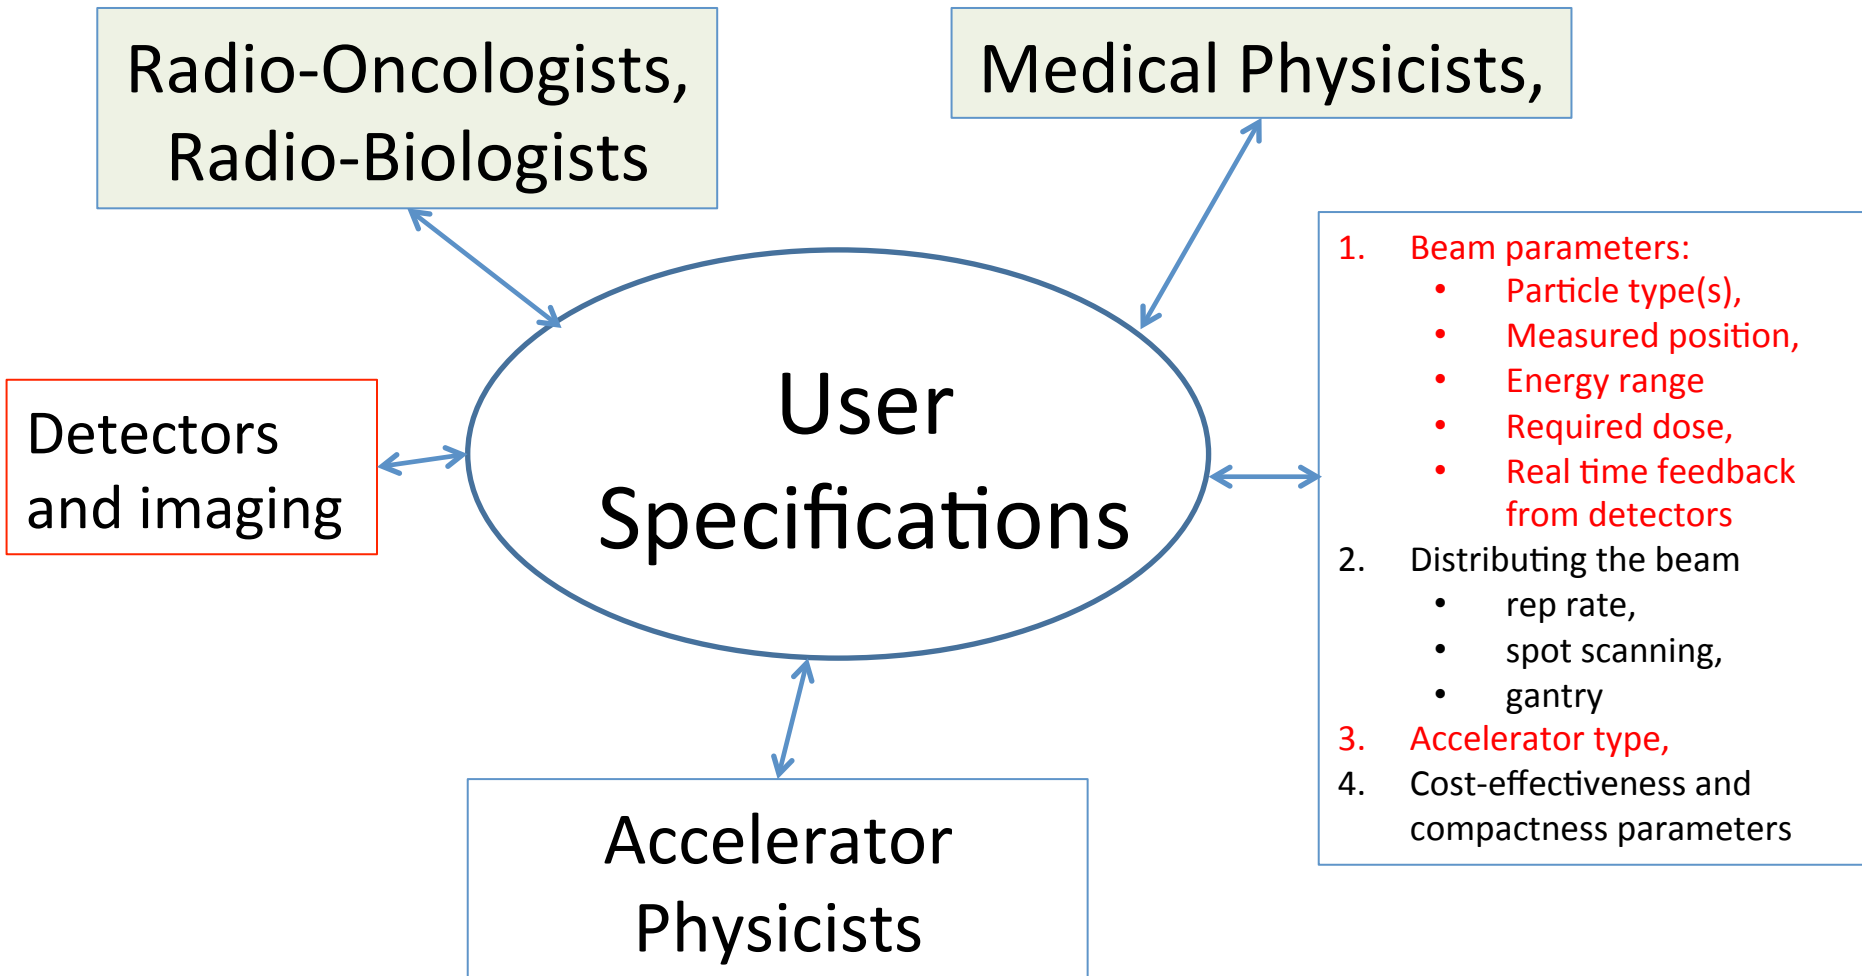 Radio-Oncologists,
Radio-Biologists
Medical Physicists,
Detectors
and imaging
User
Specifications
1. Beam parameters:
• Particle type(s),
• Measured position,
• Energy range
• Required dose,
• Real time feedback
from detectors
2. Distributing the beam
• rep rate,
• spot scanning,
• gantry
3. Accelerator type,
4. Cost-effectiveness and
compactness parameters
Accelerator
Physicists